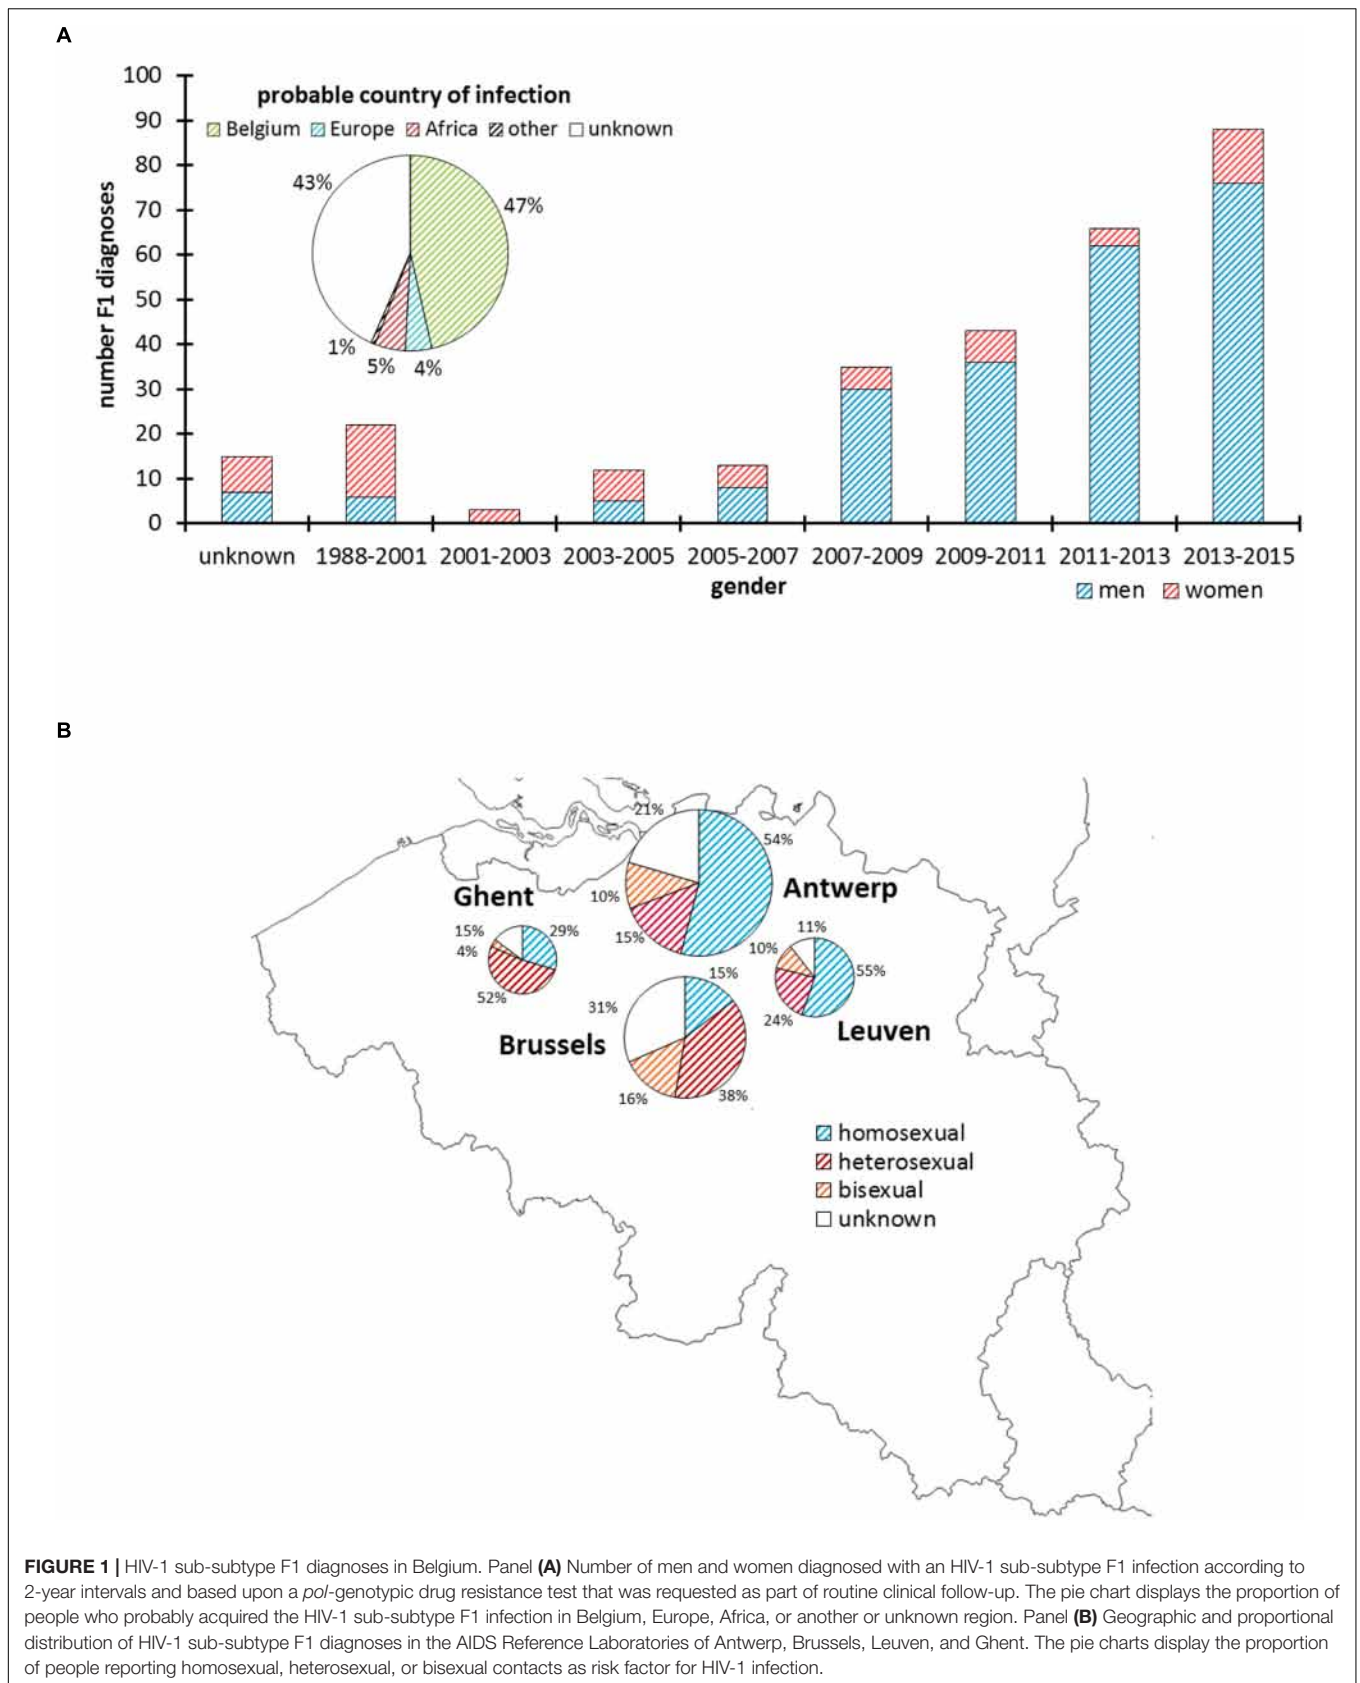 A
probable country of infection
Belgium Europe Africa other unknown
43%
47%
1%
5%
4%
number F1 diagnoses
100
90
80
70
60
50
40
30
20
10
0
unknown 1988-2001 2001-2003 2003-2005 2005-2007 2007-2009 2009-2011 2011-2013 2013-2015
gender
men women
B
21%
54%
Antwerp
10%
15%
Ghent
15%
29%
4%
52%
11%
10%
55%
24%
Leuven
15%
31%
Brussels
16%
38%
homosexual
heterosexual
bisexual
unknown
FIGURE 1 | HIV-1 sub-subtype F1 diagnoses in Belgium. Panel (A) Number of men and women diagnosed with an HIV-1 sub-subtype F1 infection according to
2-year intervals and based upon a pol-genotypic drug resistance test that was requested as part of routine clinical follow-up. The pie chart displays the proportion of
people who probably acquired the HIV-1 sub-subtype F1 infection in Belgium, Europe, Africa, or another or unknown region. Panel (B) Geographic and proportional
distribution of HIV-1 sub-subtype F1 diagnoses in the AIDS Reference Laboratories of Antwerp, Brussels, Leuven, and Ghent. The pie charts display the proportion
of people reporting homosexual, heterosexual, or bisexual contacts as risk factor for HIV-1 infection.